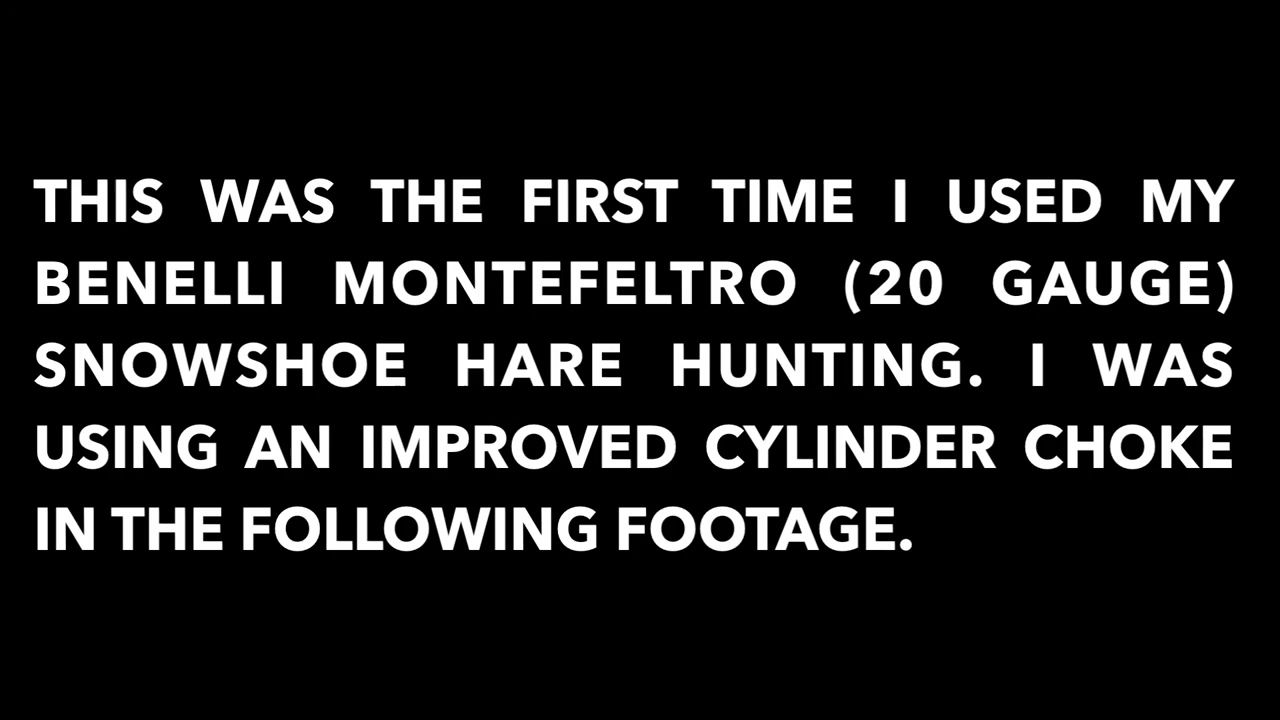 THIS WAS THE FIRST TIME I USED MY
BENELLI MONTEFELTRO (20 GAUGE)
SNOWSHOE HARE HUNTING. I WAS
USING AN IMPROVED CYLINDER CHOKE
IN THE FOLLOWING FOOTAGE.